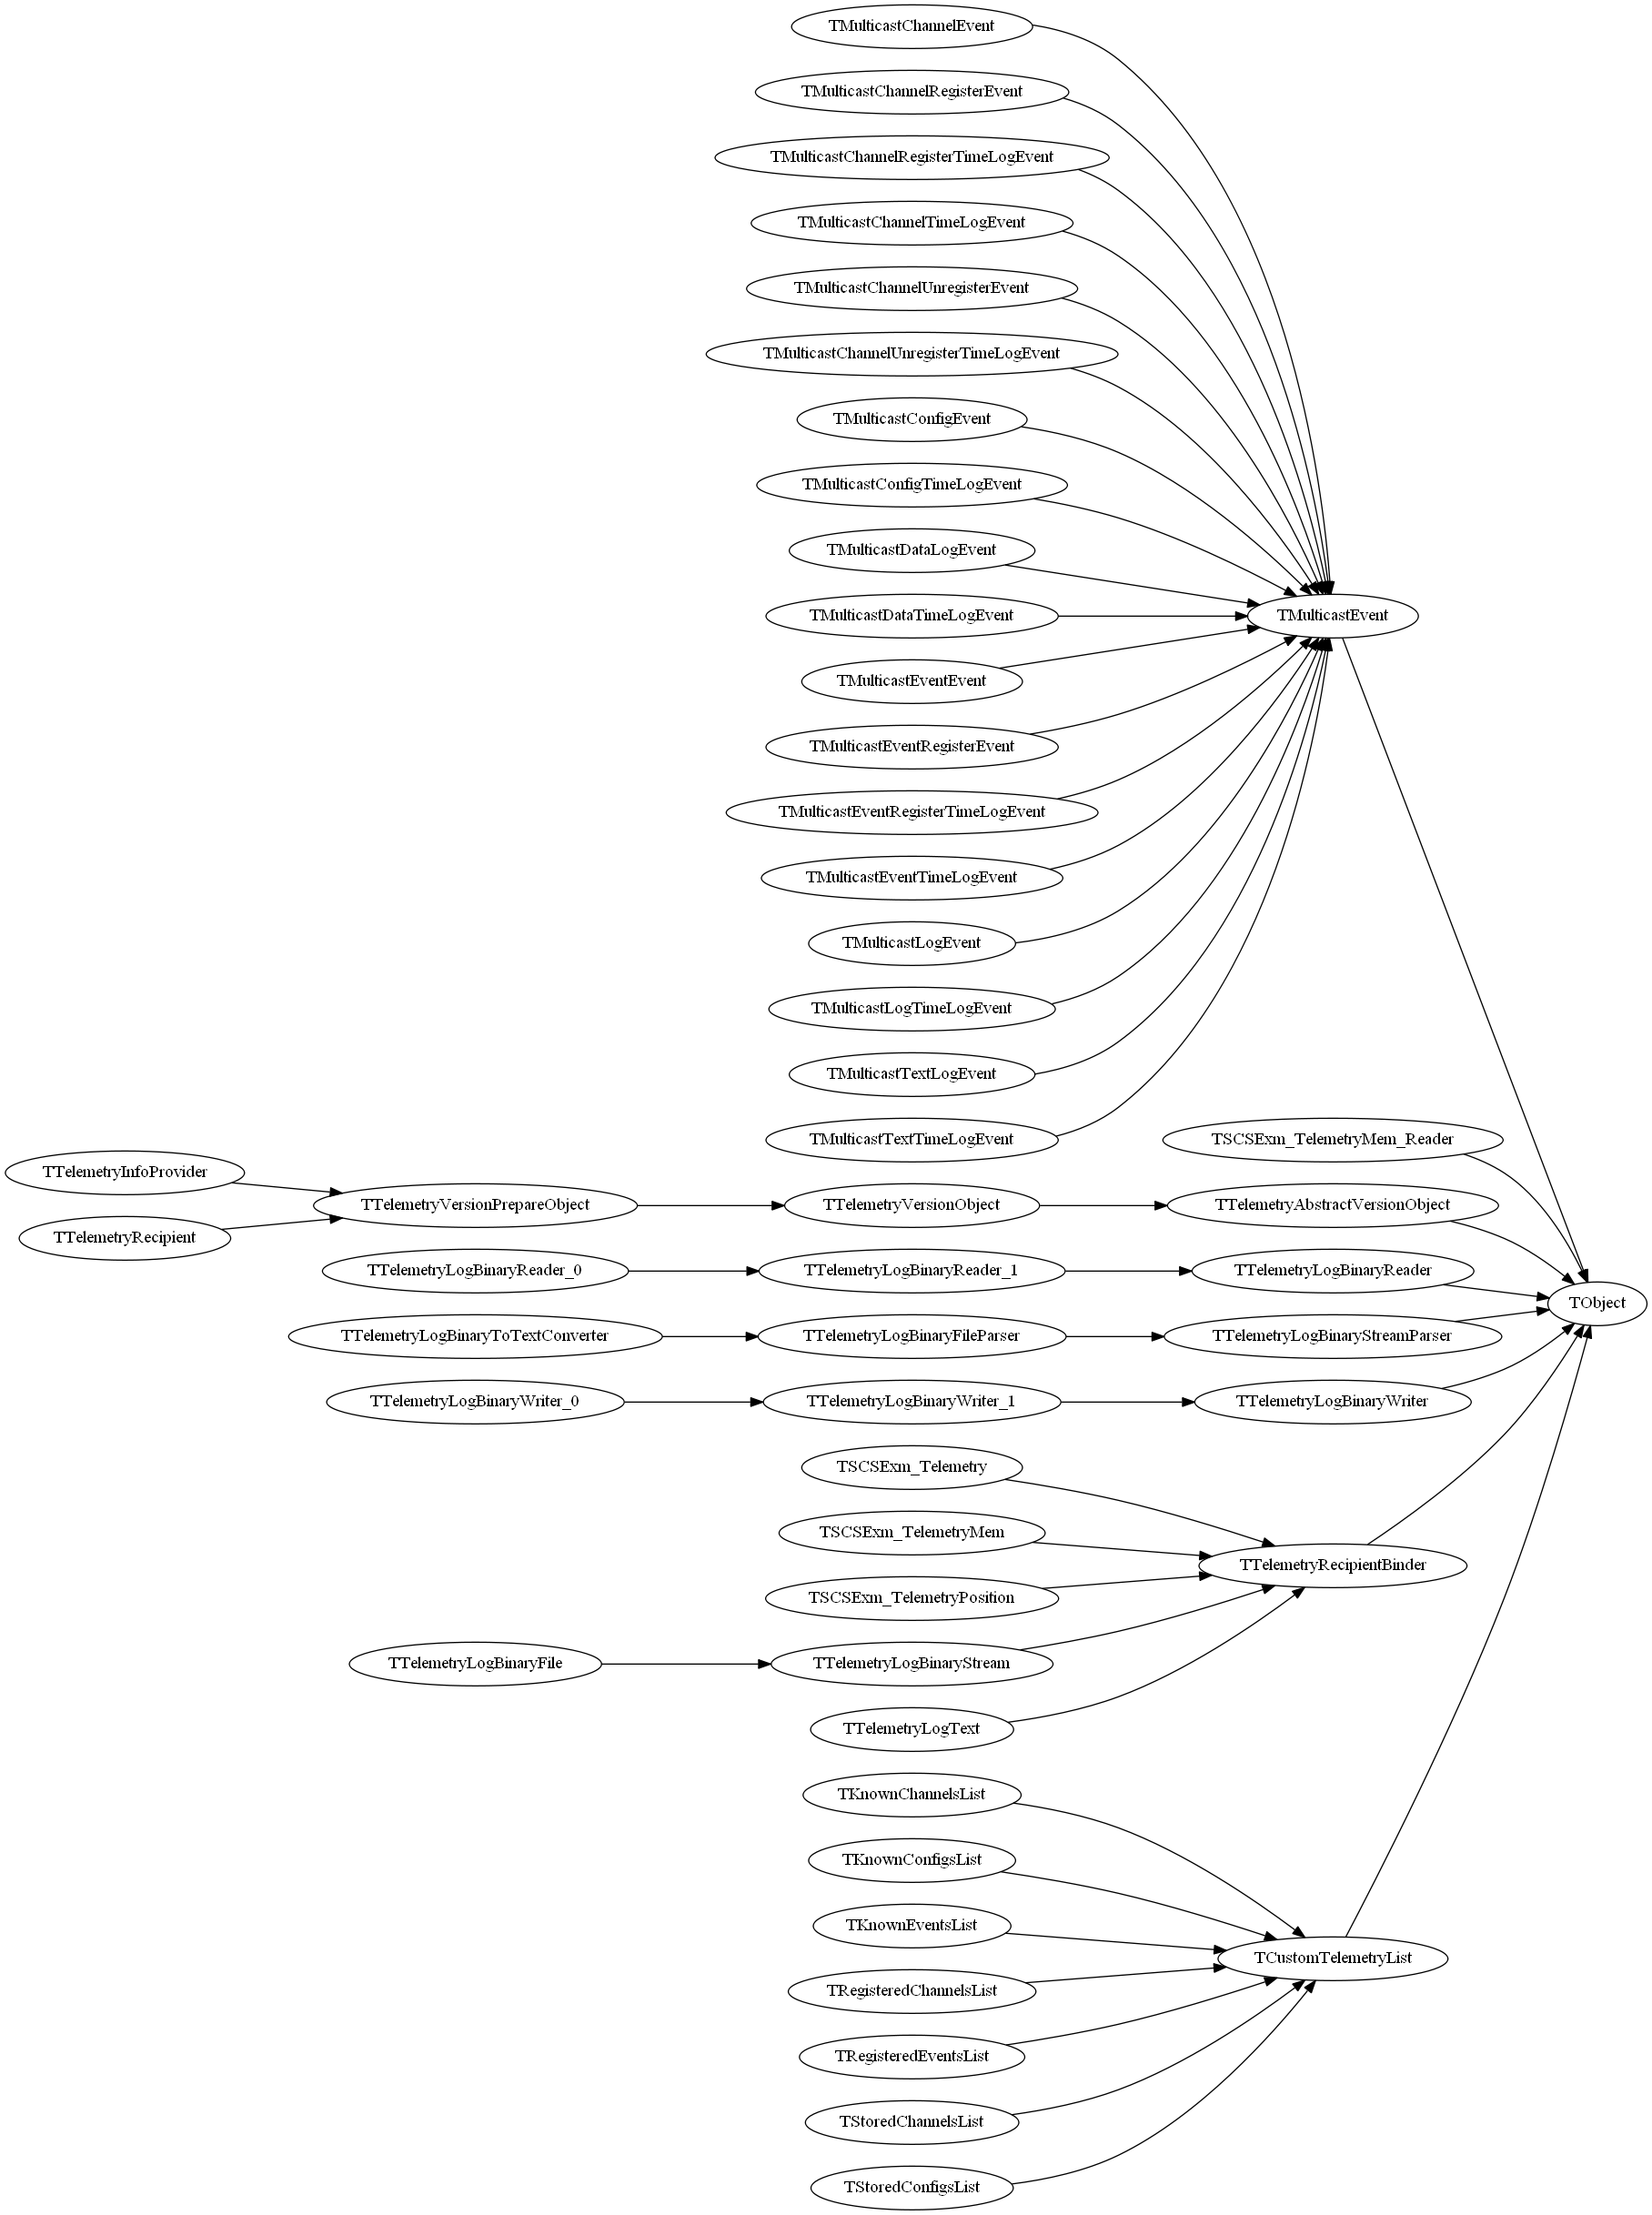 TMulticastChannelEvent
TMulticastChannelRegisterEvent
TMulticastChannelRegisterTimeLogEvent
TMulticastChannelTimeLogEvent
TMulticastChannelUnregisterEvent
TMulticastChannelUnregisterTimeLogEvent
TMulticastConfigEvent
TMulticastConfigTimeLogEvent
TMulticastDataLogEvent
TMulticastDataTimeLogEvent
TMulticastEvent
TMulticastEventEvent
TMulticastEventRegisterEvent
TMulticastEventRegisterTimeLogEvent
TMulticastEventTimeLogEvent
TMulticastLogEvent
TMulticastLogTimeLogEvent
TMulticastTextLogEvent
TMulticastTextTimeLogEvent
TSCSExm_TelemetryMem_Reader
TTelemetryInfoProvider
TTelemetryVersionPrepareObject
TTelemetryVersionObject
TTelemetryAbstractVersionObject
TTelemetryRecipient
TTelemetryLogBinaryReader_0
TTelemetryLogBinaryReader_1
TTelemetryLogBinaryReader
TObject
TTelemetryLogBinaryToTextConverter
TTelemetryLogBinaryFileParser
TTelemetryLogBinaryStreamParser
TTelemetryLogBinaryWriter_0
TTelemetryLogBinaryWriter_1
TTelemetryLogBinaryWriter
TSCSExm_Telemetry
TSCSExm_TelemetryMem
TTelemetryRecipientBinder
TSCSExm_TelemetryPosition
TTelemetryLogBinaryFile
TTelemetryLogBinaryStream
TTelemetryLogText
TKnownChannelsList
TKnownConfigsList
TKnownEventsList
TCustomTelemetryList
TRegisteredChannelsList
TRegisteredEventsList
TStoredChannelsList
TStoredConfigsList